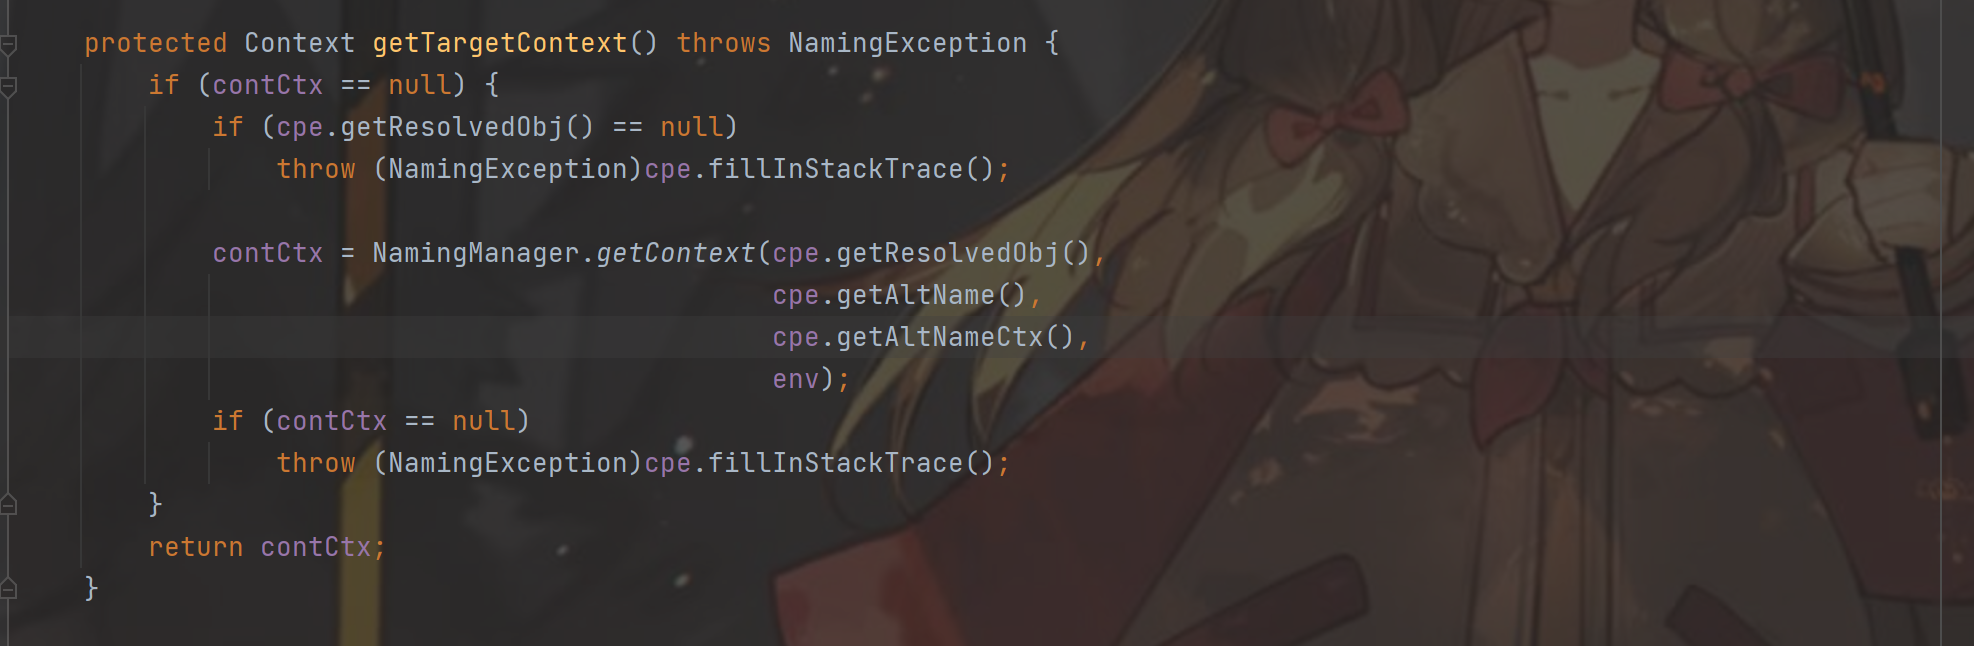 protected Context getTargetContext() throws NamingException {
if (contCtx == null) {
if (cpe.getResolvedObj() == null)
throw (NamingException)cpe.fillInStackTrace();
contCtx = NamingManager.getContext(cpe.getResolvedObj(),
cpe.getAltName(),
cpe.getAltNameCtx(),
env);
if (contCtx == null)
throw (NamingException)cpe.fillInStackTrace();
}
return contCtx;
}